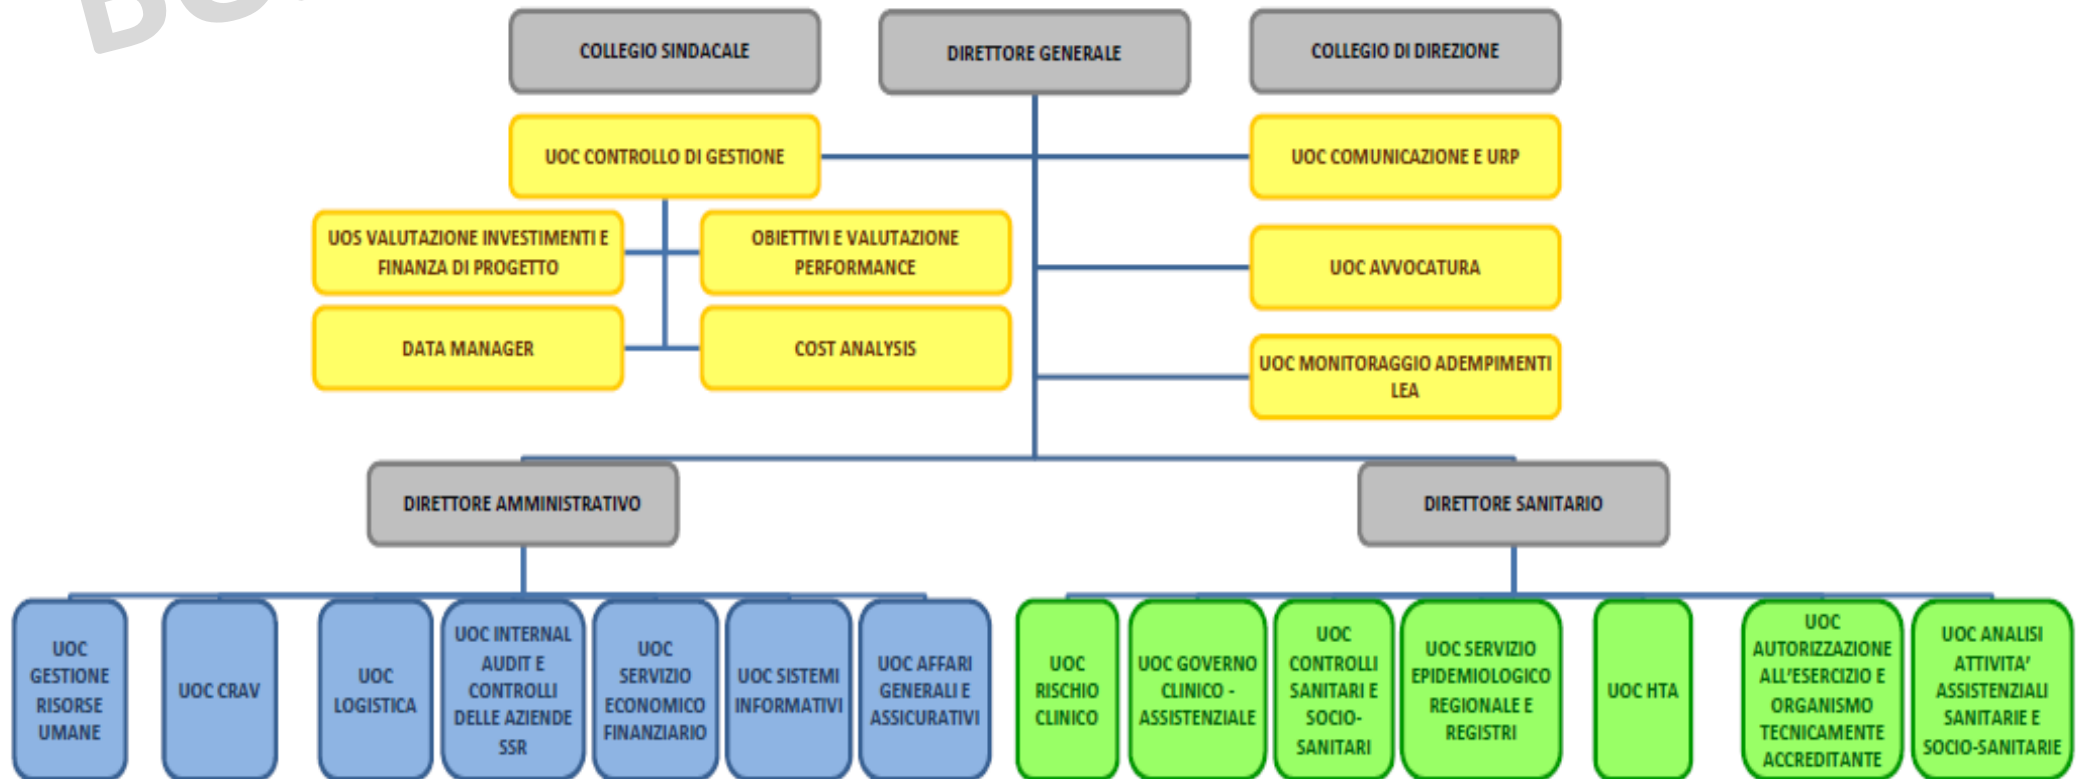 COLLEGIO SINDACALE
DIRETTORE GENERALE
COLLEGIO DI DIREZIONE
UOC CONTROLLO DI GESTIONE
UOC COMUNICAZIONE E URP
UOS VALUTAZIONE INVESTIMENTI E
FINANZA DI PROGETTO
OBIETTIVI E VALUTAZIONE
PERFORMANCE
UOC AVVOCATURA
DATA MANAGER
COST ANALYSIS
UOC MONITORAGGIO ADEMPIMENTI
LEA
DIRETTORE AMMINISTRATIVO
DIRETTORE SANITARIO
UOC
GESTIONE
RISORSE
UMANE
UOC CRAV
UOC
LOGISTICA
UOC INTERNAL
AUDIT E
CONTROLLI
DELLE AZIENDE
SSR
UOC
SERVIZIO
ECONOMICO
FINANZIARIO
UOC SISTEMI
INFORMATIVI
UOC AFFARI
GENERALI E
ASSICURATIVI
UOC
RISCHIO
CLINICO
UOC GOVERNO
CLINICO -
ASSISTENZIALE
UOC
CONTROLLI
SANITARI E
SOCIO-
SANITARI
UOC SERVIZIO
EPIDEMIOLOGICO
REGIONALE E
REGISTRI
UOC HTA
UOC
AUTORIZZAZIONE
ALL'ESERCIZIO E
ORGANISMO
TECNICAMENTE
ACCREDITANTE
UOC ANALISI
ATTIVITA'
ASSISTENZIALI
SANITARIE E
SOCIO-SANITARIE